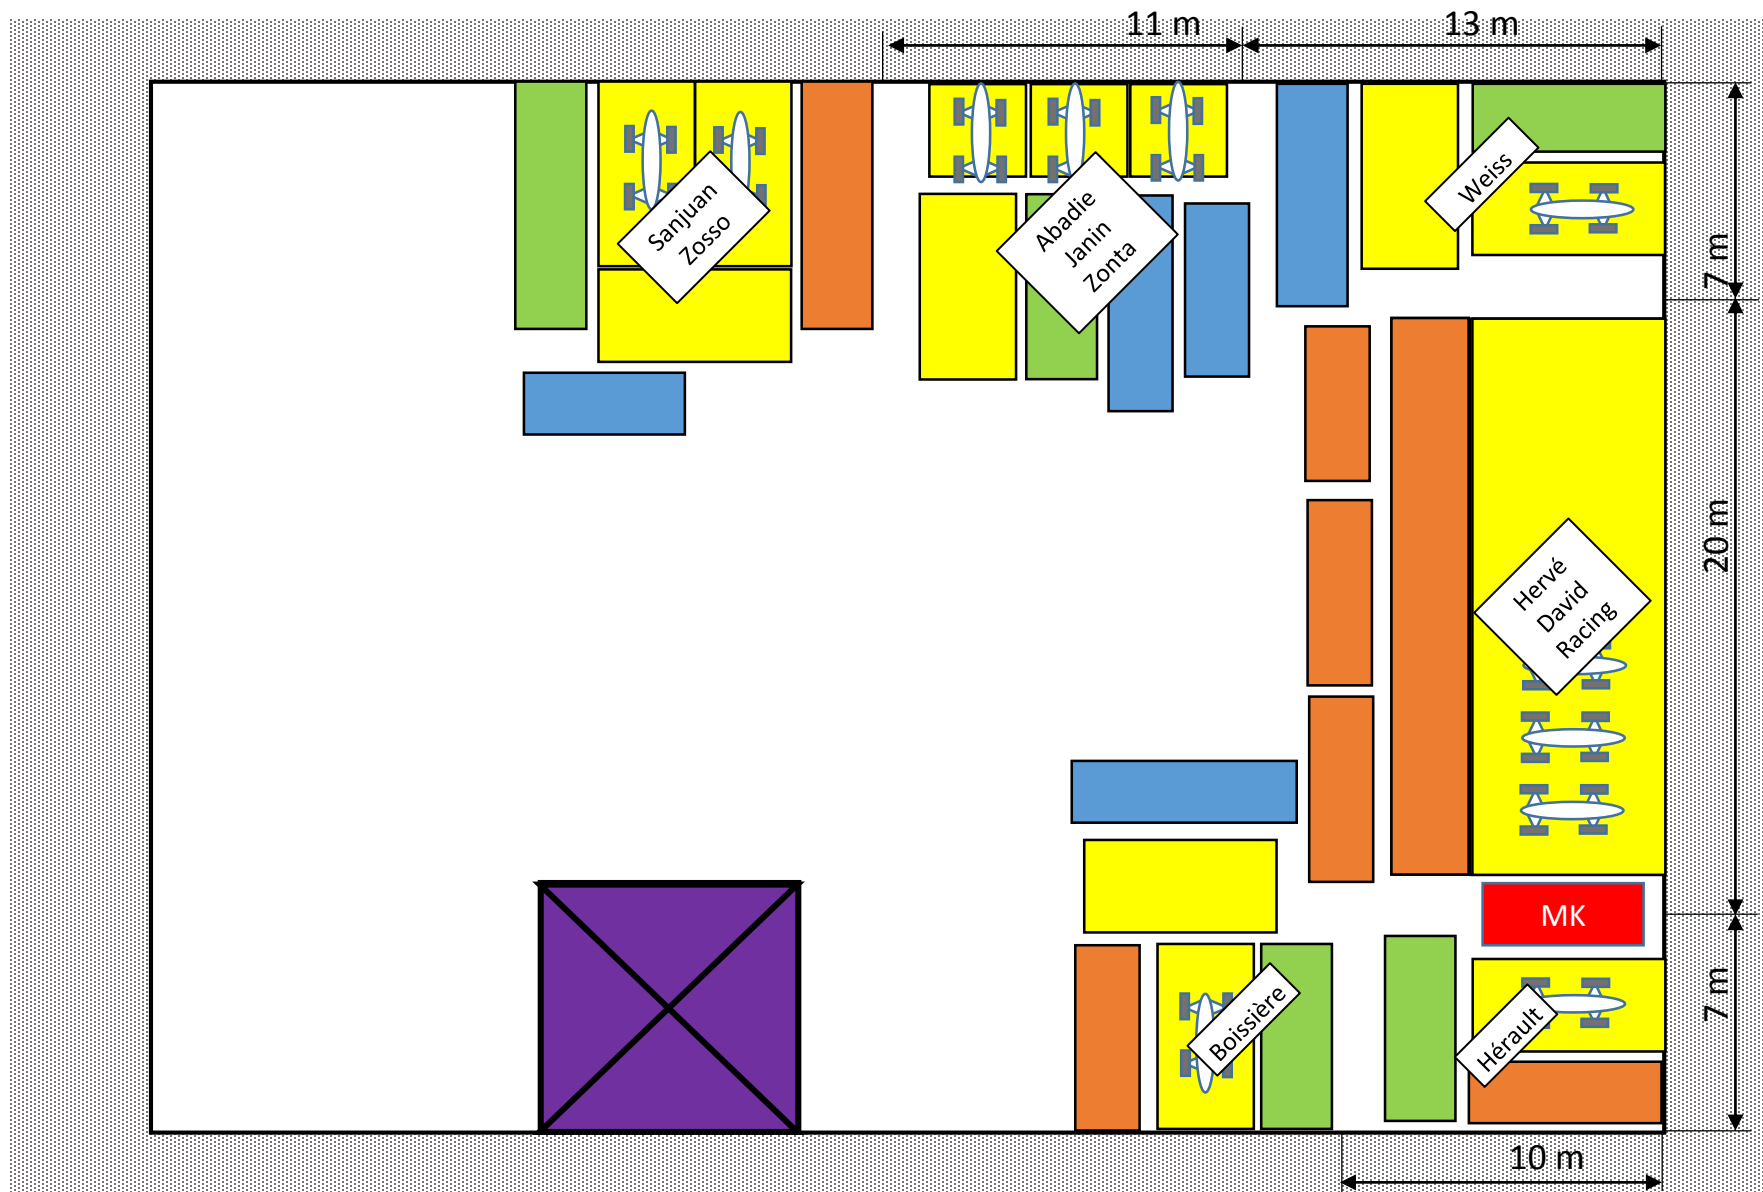 11 m
13 m
Sanjuan
Zosso
Abadie
Janin
Zonta
Weiss
7 m
20 m
Hervé
David
Racing
MK
Boissière
Hérault
7 m
10 m